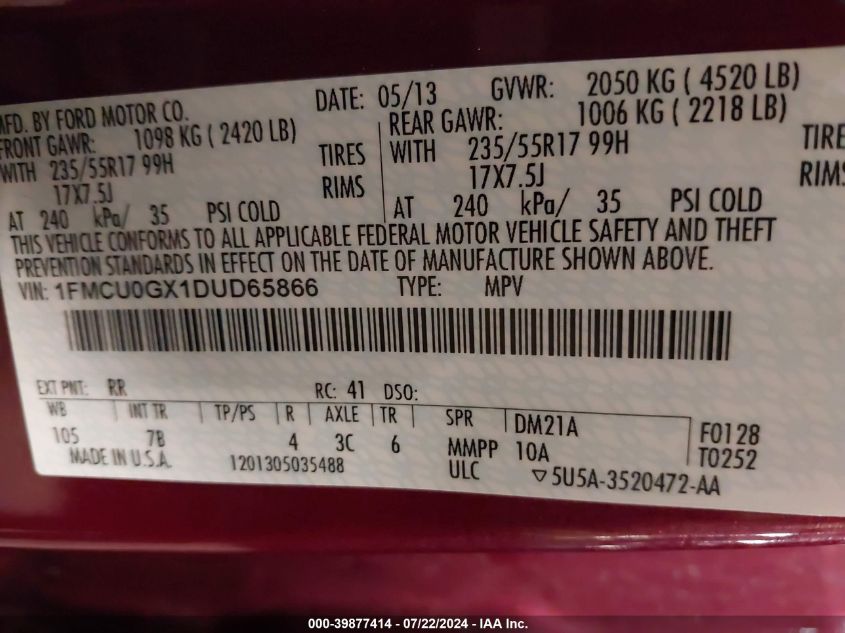 MFD. BY FORD MOTOR CO.
DATE: 05/13 GVWR: 2050 KG ( 4520 LB)
FRONT GAWR: 1098 KG ( 2420 LB) REAR GAWR: 1006 KG ( 2218 LB)
WITH 235/55R17 99H TIRES WITH 235/55R17 99H TIRE
17X7.5J RIMS 17X7.5J RIMS
AT 240 kPa/ 35 PSI COLD AT 240 kPa/ 35 PSI COLD
THIS VEHICLE CONFORMS TO ALL APPLICABLE FEDERAL MOTOR VEHICLE SAFETY AND THEFT
PREVENTION STANDARDS IN EFFECT ON THE DATE OF MANUFACTURE SHOWN ABOVE.
VIN: 1FMCU0GX1DUD65866 TYPE: MPV
EXT PNT: RR RC: 41 DSO:
WB INT TR TP/PS R AXLE TR SPR DM21A F0128
105 7B 4 3C 6 MMPP 10A T0252
MADE IN U.S.A. 1201305035488 ULC ▽5U5A-3520472-AA
000-39877414 - 07/22/2024 - IAA Inc.